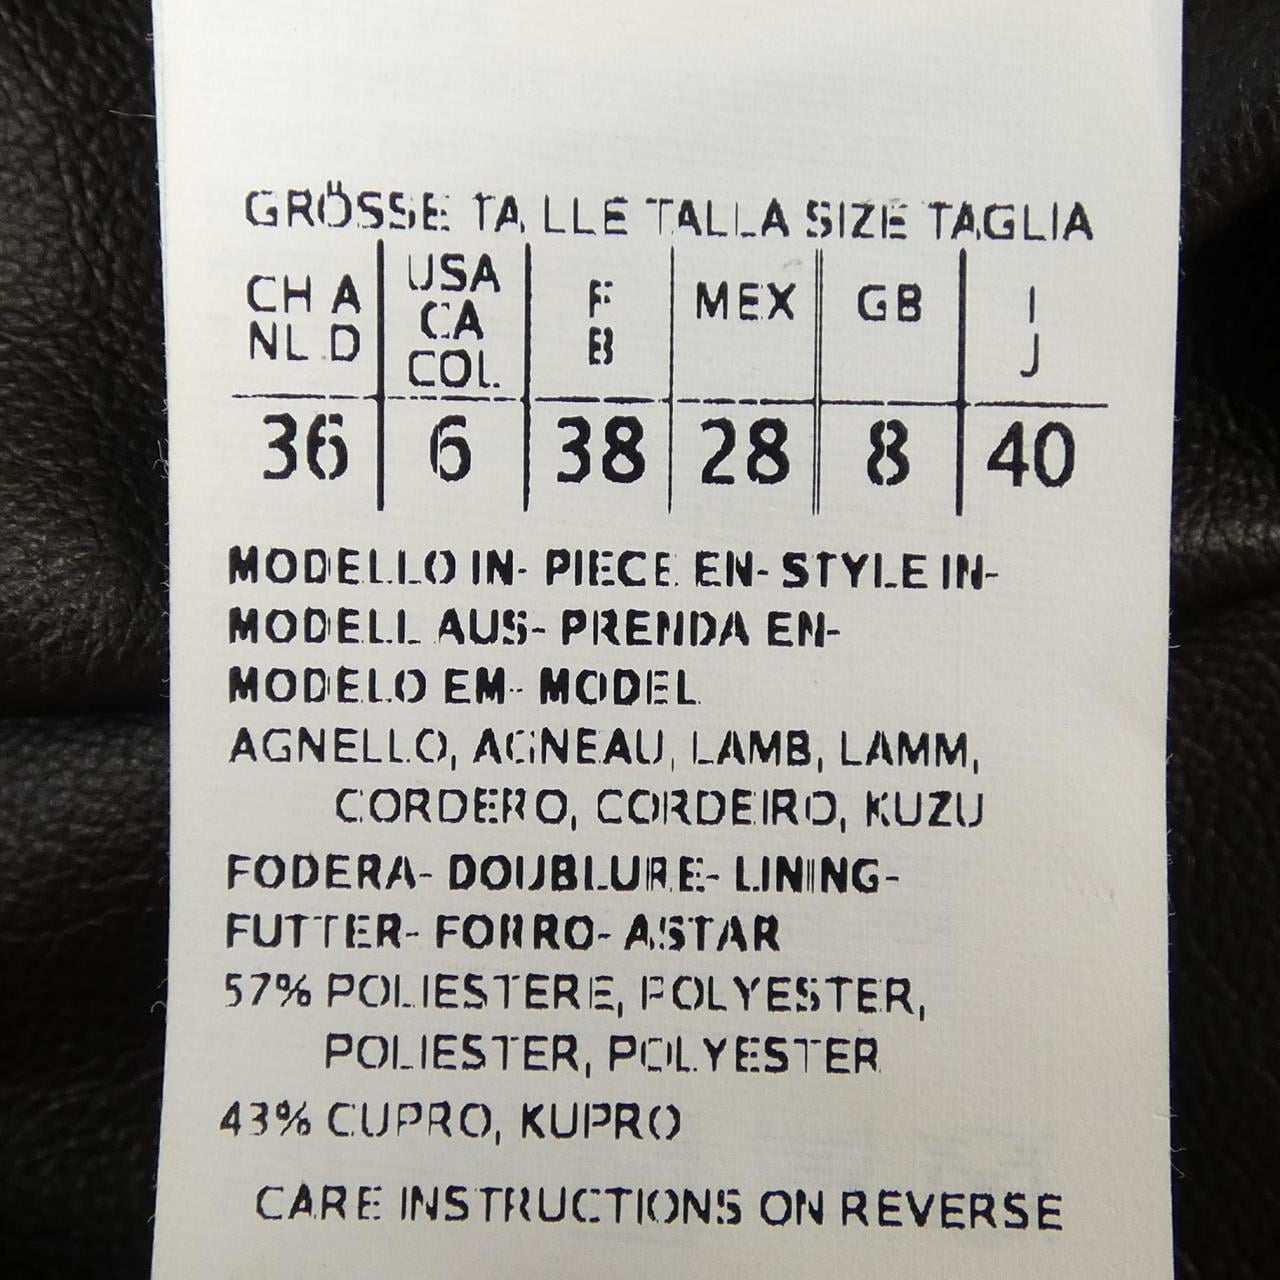 GRÖSSE TAILLE TALLA SIZE TAGLIA
CH A NL D USA CA COL. F B MEX GB I J
36 6 38 28 8 40
MODELLO IN- PIECE EN- STYLE IN-
MODELL AUS- PRENDA EN-
MODELO EM- MODEL
AGNELLO, AGNEAU, LAMB, LAMM,
CORDERO, CORDEIRO, KUZU
FODERA- DOUBLURE- LINING-
FUTTER- FORRO- ASTAR
57% POLIESTERE, POLYESTER,
POLIESTER, POLYESTER
43% CUPRO, KUPRO
CARE INSTRUCTIONS ON REVERSE